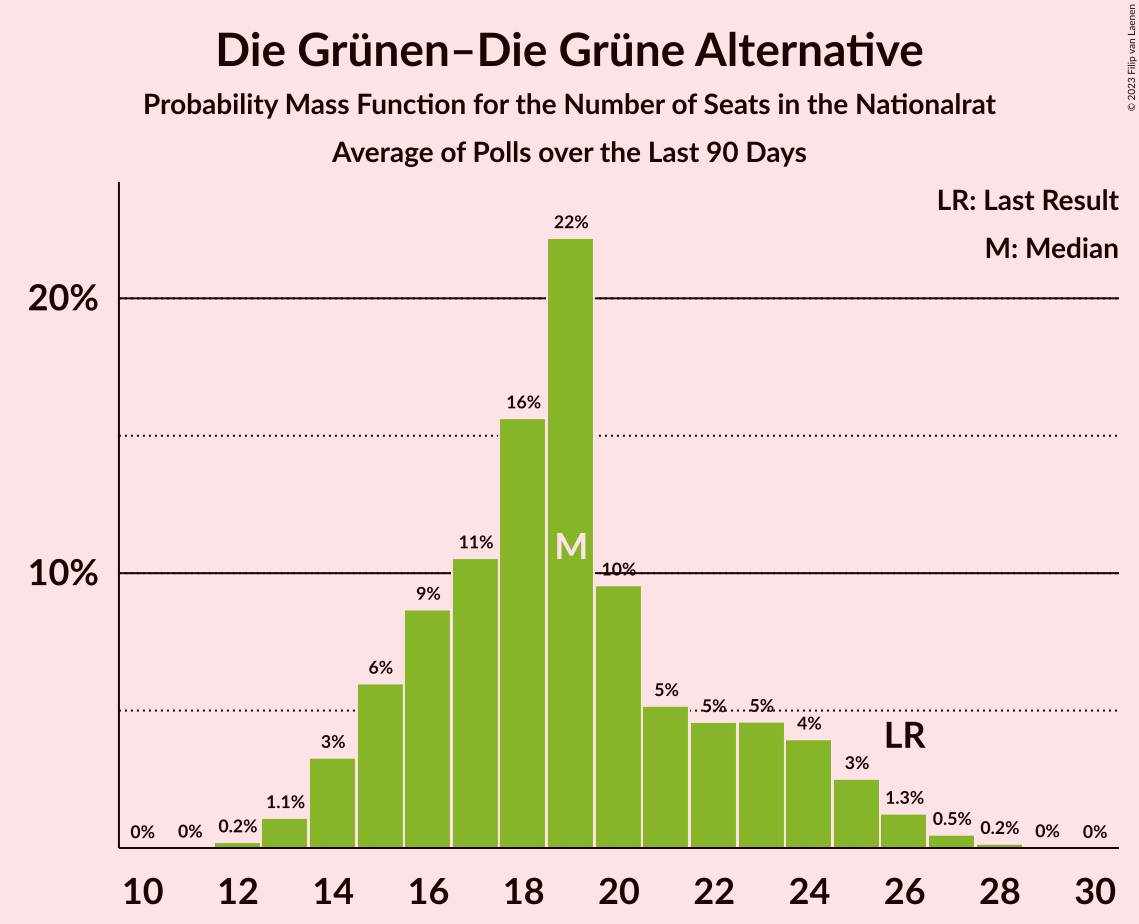 Die Grünen–Die Grüne Alternative
Probability Mass Function for the Number of Seats in the Nationalrat
Average of Polls over the Last 90 Days
© 2023 Filip van Laenen
LR: Last Result
M: Median
20%
10%
0%
0%
0.2%
1.1%
3%
6%
9%
11%
16%
22%
10%
5%
5%
5%
4%
3%
1.3%
0.5%
0.2%
0%
0%
M
LR
10 12 14 16 18 20 22 24 26 28 30